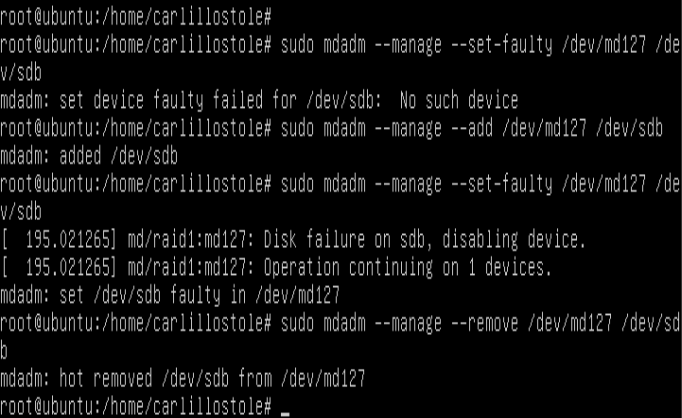 root@ubuntu:/home/carlillostole#
root@ubuntu:/home/carlillostole# sudo mdadm --manage --set-faulty /dev/md127 /de
v/sdb
mdadm: set device faulty failed for /dev/sdb:  No such device
root@ubuntu:/home/carlillostole# sudo mdadm --manage --add /dev/md127 /dev/sdb
mdadm: added /dev/sdb
root@ubuntu:/home/carlillostole# sudo mdadm --manage --set-faulty /dev/md127 /de
v/sdb
[  195.021265] md/raid1:md127: Disk failure on sdb, disabling device.
[  195.021265] md/raid1:md127: Operation continuing on 1 devices.
mdadm: set /dev/sdb faulty in /dev/md127
root@ubuntu:/home/carlillostole# sudo mdadm --manage --remove /dev/md127 /dev/sd
b
mdadm: hot removed /dev/sdb from /dev/md127
root@ubuntu:/home/carlillostole# _